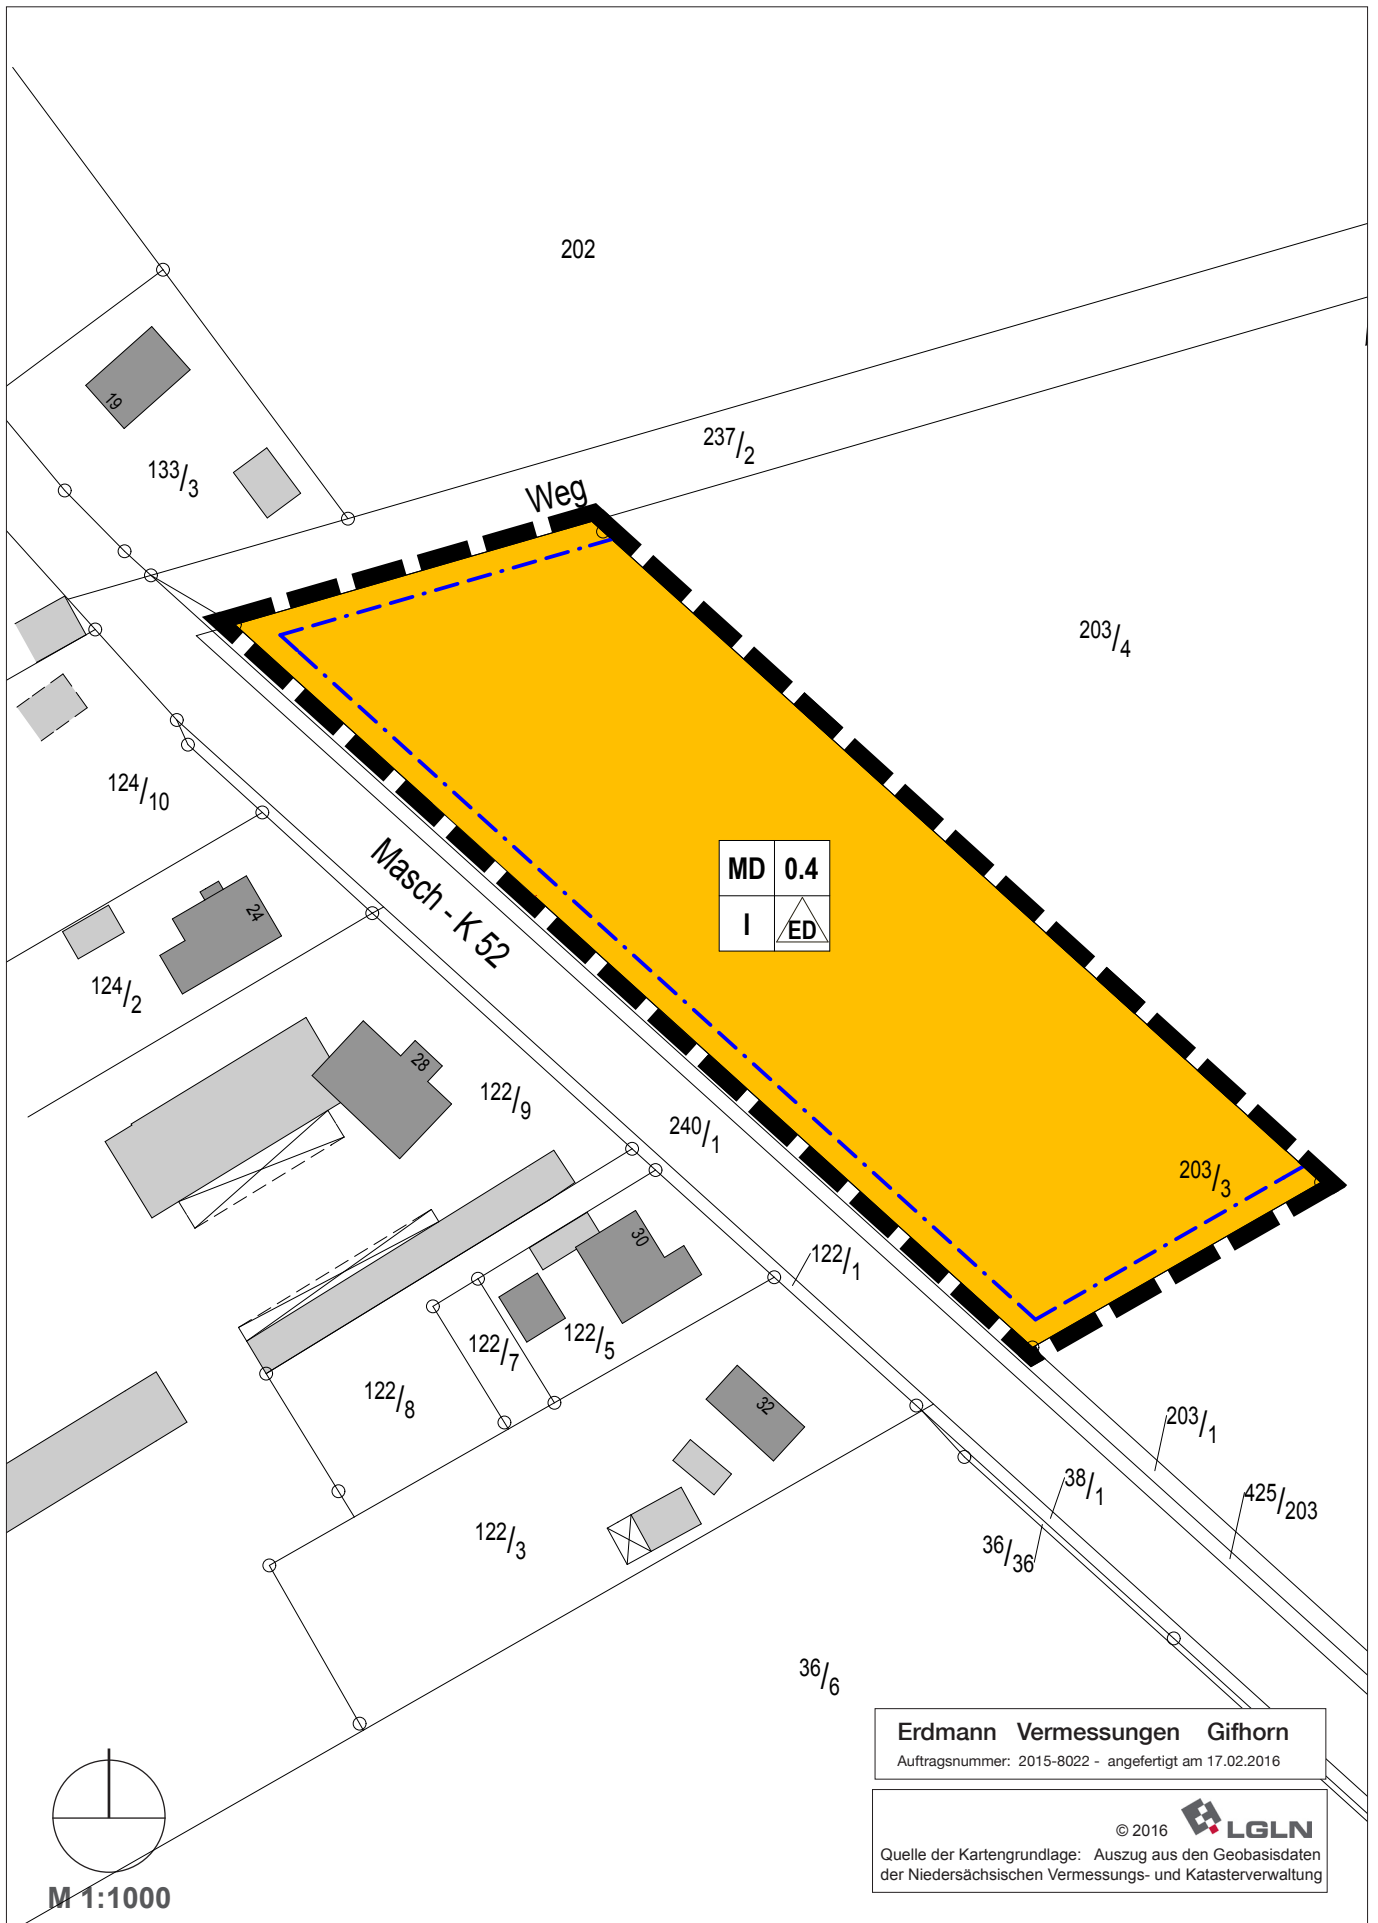 202
19
133/3
237/2
Weg
203/4
124/10
Masch - K 52
MD 0.4
I ED
24
124/2
28
122/9
240/1
203/3
30
122/1
122/7
122/5
122/8
32
203/1
38/1
425/203
122/3
36/36
36/6
Erdmann Vermessungen Gifhorn
Auftragsnummer: 2015-8022 - angefertigt am 17.02.2016
© 2016 LGLN
Quelle der Kartengrundlage: Auszug aus den Geobasisdaten
der Niedersächsischen Vermessungs- und Katasterverwaltung
M 1:1000